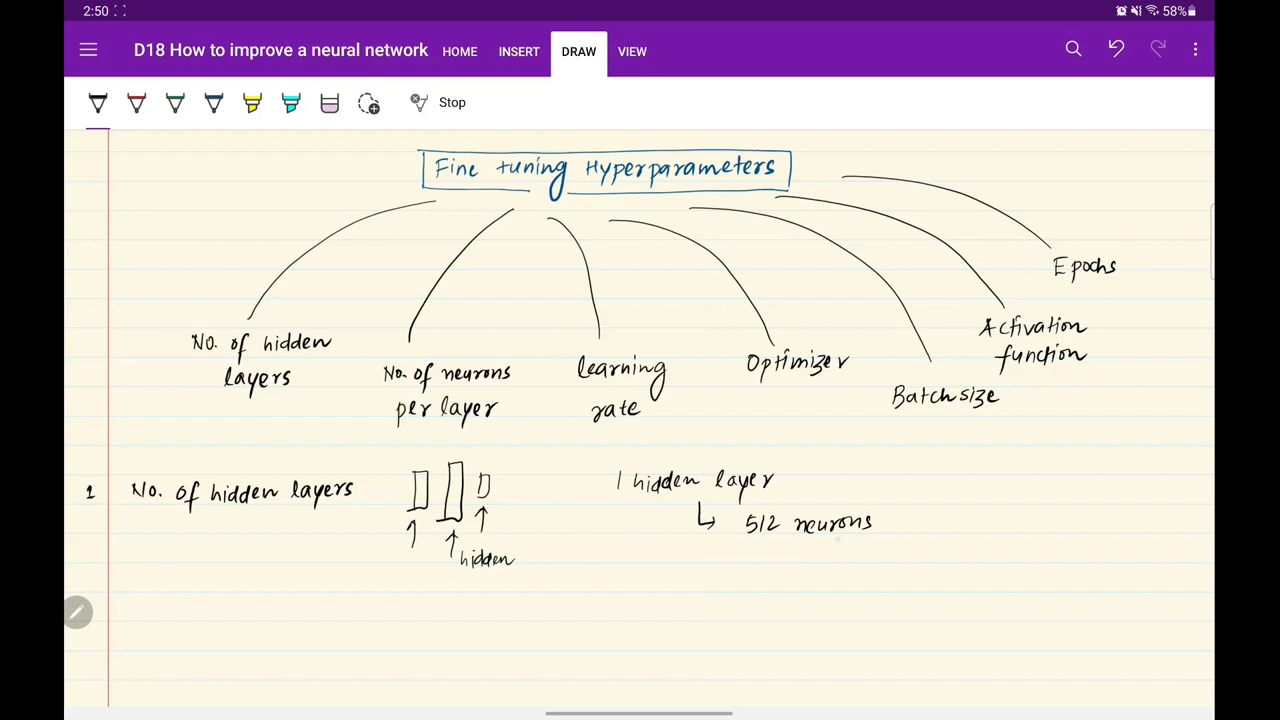 2:50
58%
D18 How to improve a neural network HOME INSERT DRAW VIEW
Stop
Fine tuning Hyperparameters
Epochs
Activation
function
No. of hidden
layers
No. of neurons
per layer
learning
rate
Optimizer
Batch size
1 No. of hidden layers
hidden
1 hidden layer
512 neurons